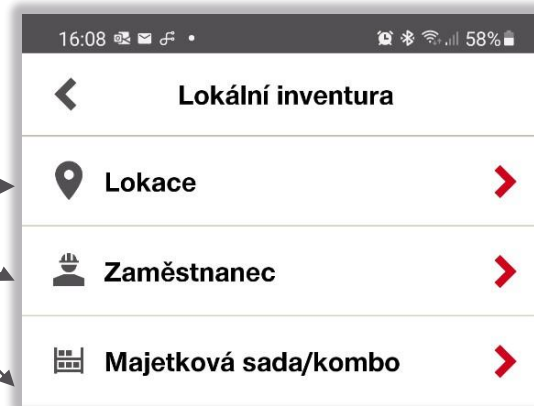 16:08 58%
Lokální inventura
Lokace
Zaměstnanec
Majetková sada/kombo